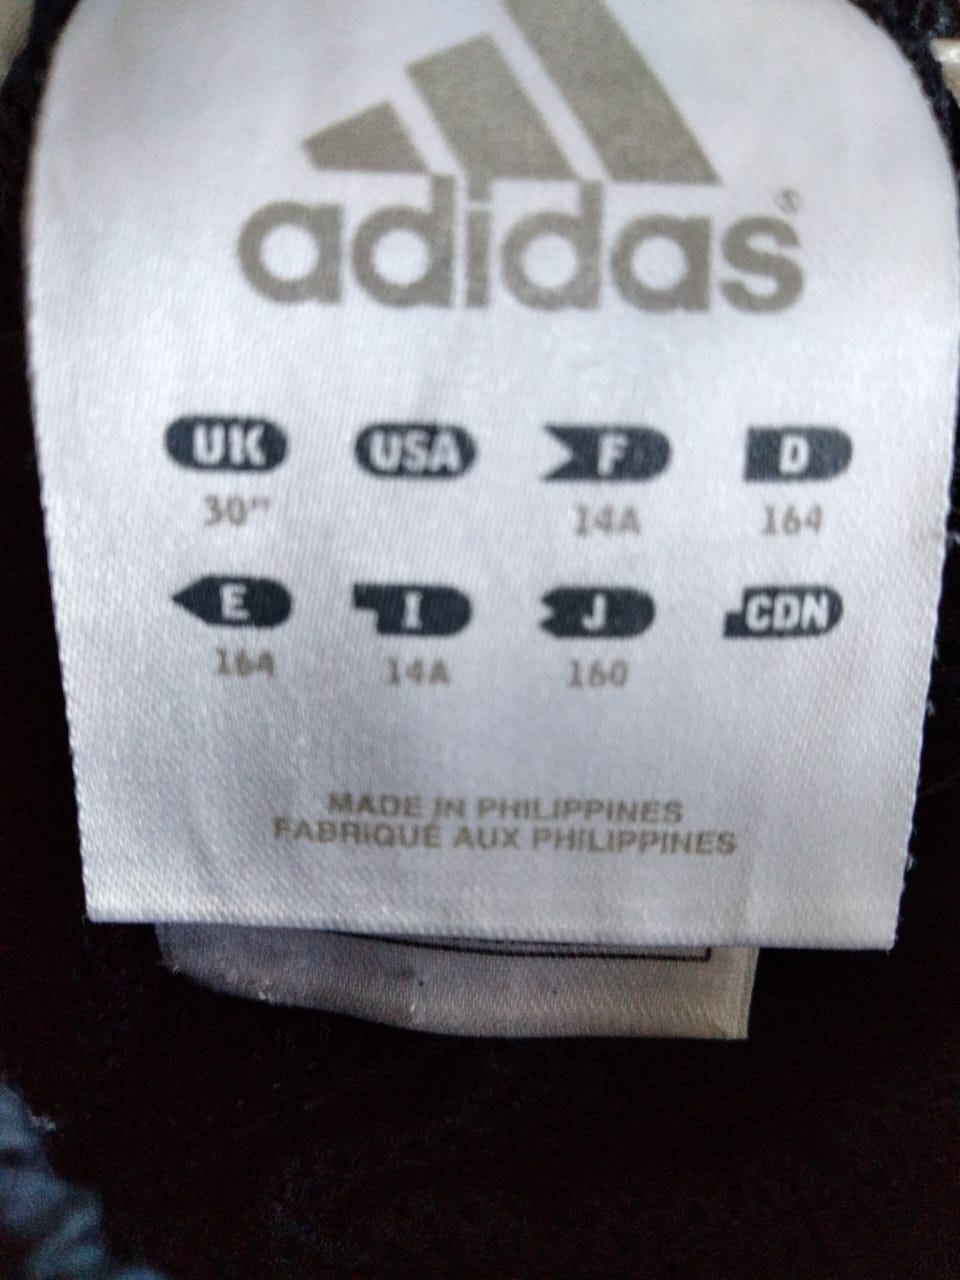 adidas®
UK USA F D
30" 14A 164
E I J CDN
164 14A 160
MADE IN PHILIPPINES
FABRIQUÉ AUX PHILIPPINES